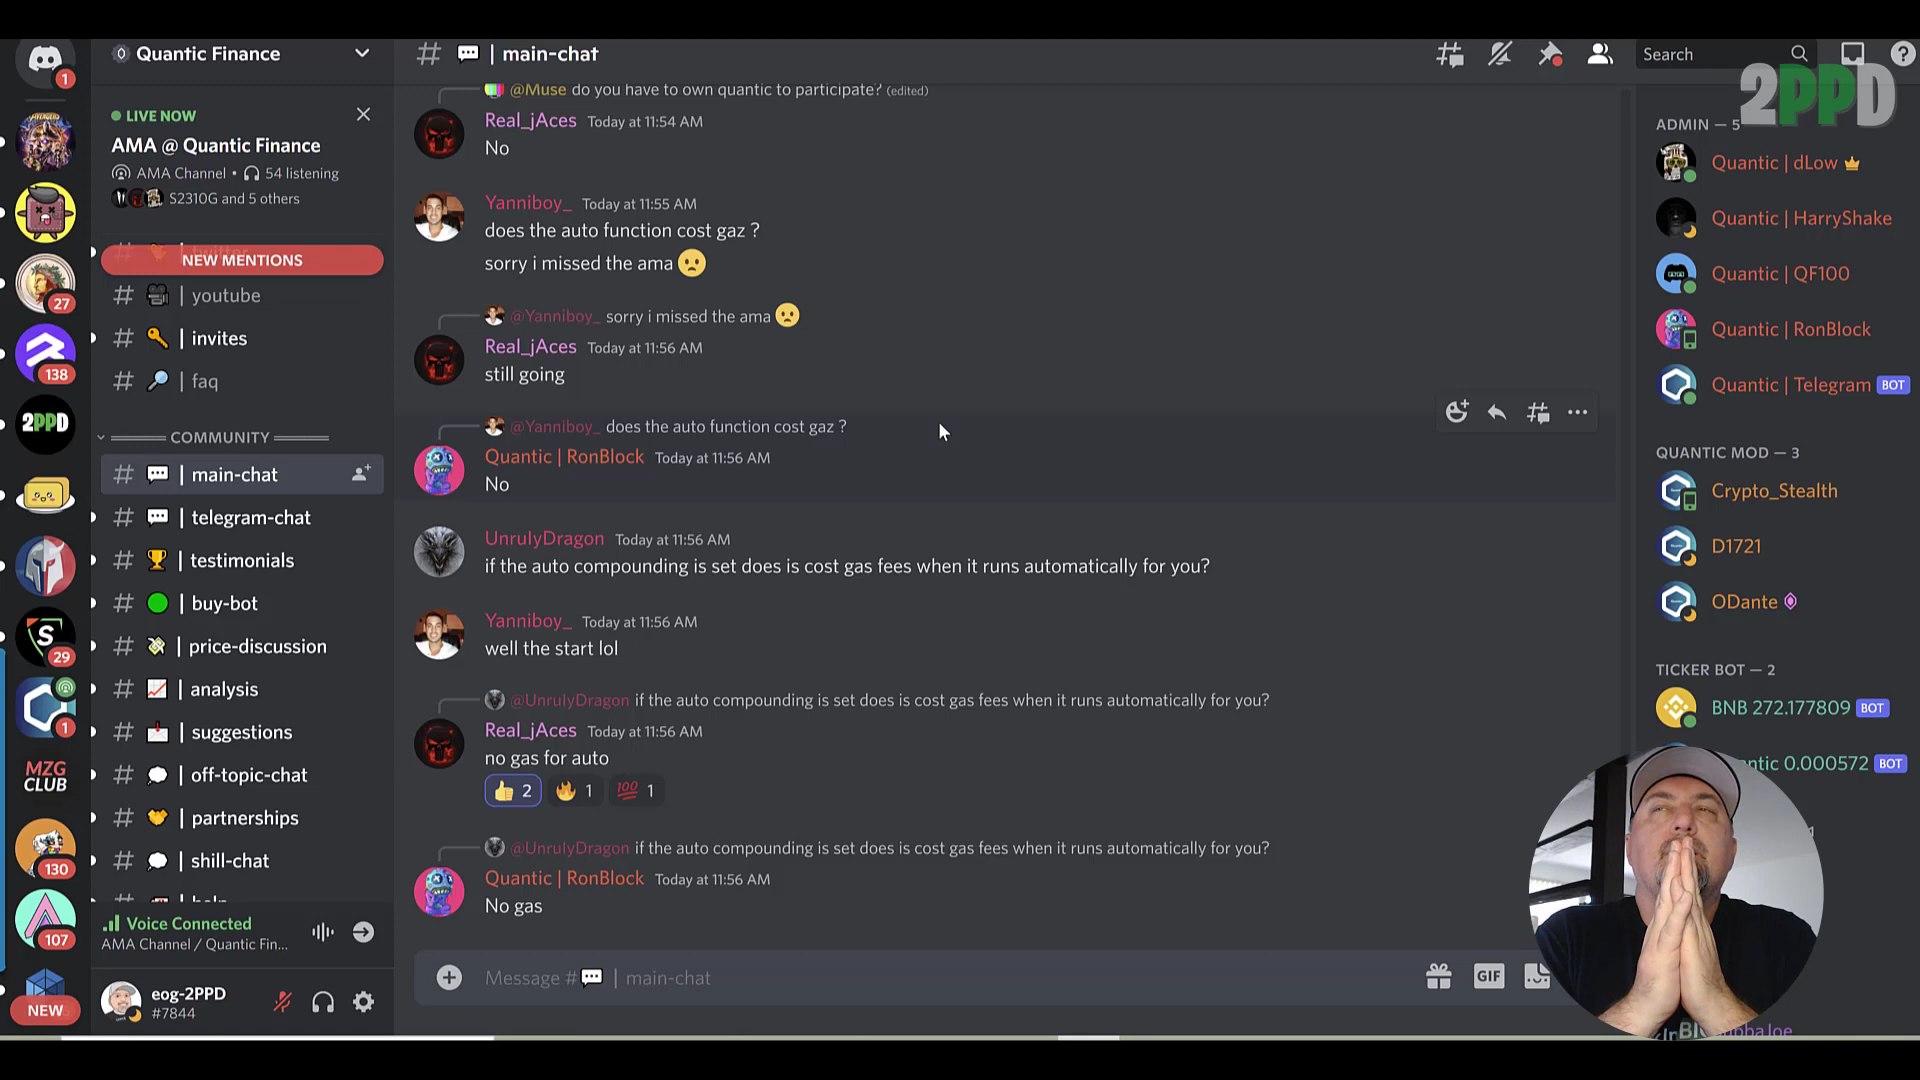 1
Quantic Finance
# | main-chat
Search
2PPD
LIVE NOW
AMA @ Quantic Finance
AMA Channel • 54 listening
S2310G and 5 others
NEW MENTIONS
# | youtube
# | invites
# | faq
COMMUNITY
# | main-chat
# | telegram-chat
# | testimonials
# | buy-bot
# | price-discussion
# | analysis
# | suggestions
# | off-topic-chat
# | partnerships
# | shill-chat
Voice Connected
AMA Channel / Quantic Fin...
eog-2PPD
#7844
27
138
2PPD
S
29
1
MZG
CLUB
130
107
NEW
@Muse do you have to own quantic to participate? (edited)
Real_jAces Today at 11:54 AM
No
Yanniboy_ Today at 11:55 AM
does the auto function cost gaz ?
sorry i missed the ama
@Yanniboy_ sorry i missed the ama
Real_jAces Today at 11:56 AM
still going
@Yanniboy_ does the auto function cost gaz ?
Quantic | RonBlock Today at 11:56 AM
No
UnrulyDragon Today at 11:56 AM
if the auto compounding is set does is cost gas fees when it runs automatically for you?
Yanniboy_ Today at 11:56 AM
well the start lol
@UnrulyDragon if the auto compounding is set does is cost gas fees when it runs automatically for you?
Real_jAces Today at 11:56 AM
no gas for auto
👍 2 🔥 1 💯 1
@UnrulyDragon if the auto compounding is set does is cost gas fees when it runs automatically for you?
Quantic | RonBlock Today at 11:56 AM
No gas
Message # | main-chat
GIF
ADMIN — 5
Quantic | dLow
Quantic | HarryShake
Quantic | QF100
Quantic | RonBlock
Quantic | Telegram BOT
QUANTIC MOD — 3
Crypto_Stealth
D1721
ODante
TICKER BOT — 2
BNB 272.177809 BOT
ntic 0.000572 BOT